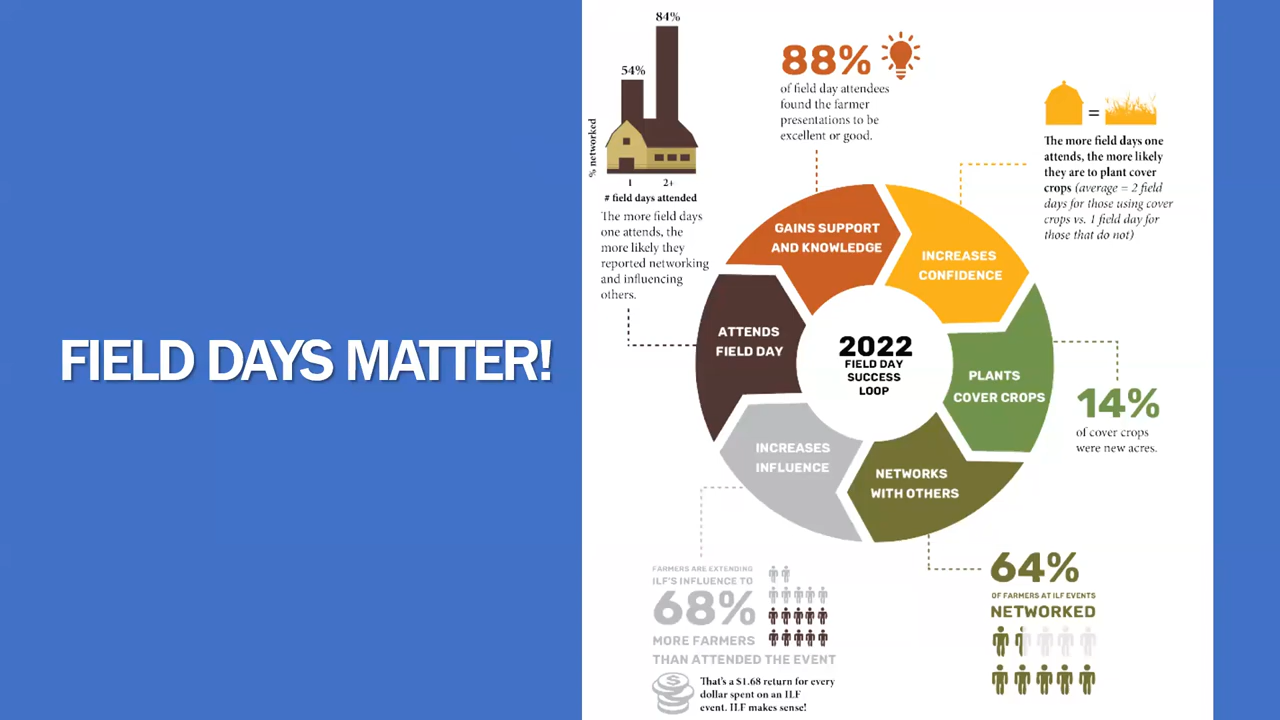 FIELD DAYS MATTER!
84%
54%
% networked
1
2+
# field days attended
The more field days
one attends, the
more likely they
reported networking
and influencing
others.
88%
of field day attendees
found the farmer
presentations to be
excellent or good.
=
The more field days one
attends, the more likely
they are to plant cover
crops (average = 2 field
days for those using cover
crops vs. 1 field day for
those that do not)
GAINS SUPPORT
AND KNOWLEDGE
INCREASES
CONFIDENCE
ATTENDS
FIELD DAY
2022
FIELD DAY
SUCCESS
LOOP
PLANTS
COVER CROPS
14%
of cover crops
were new acres.
INCREASES
INFLUENCE
NETWORKS
WITH OTHERS
FARMERS ARE EXTENDING
ILF'S INFLUENCE TO
68%
MORE FARMERS
THAN ATTENDED THE EVENT
$
That's a $1.68 return for every
dollar spent on an ILF
event. ILF makes sense!
64%
OF FARMERS AT ILF EVENTS
NETWORKED